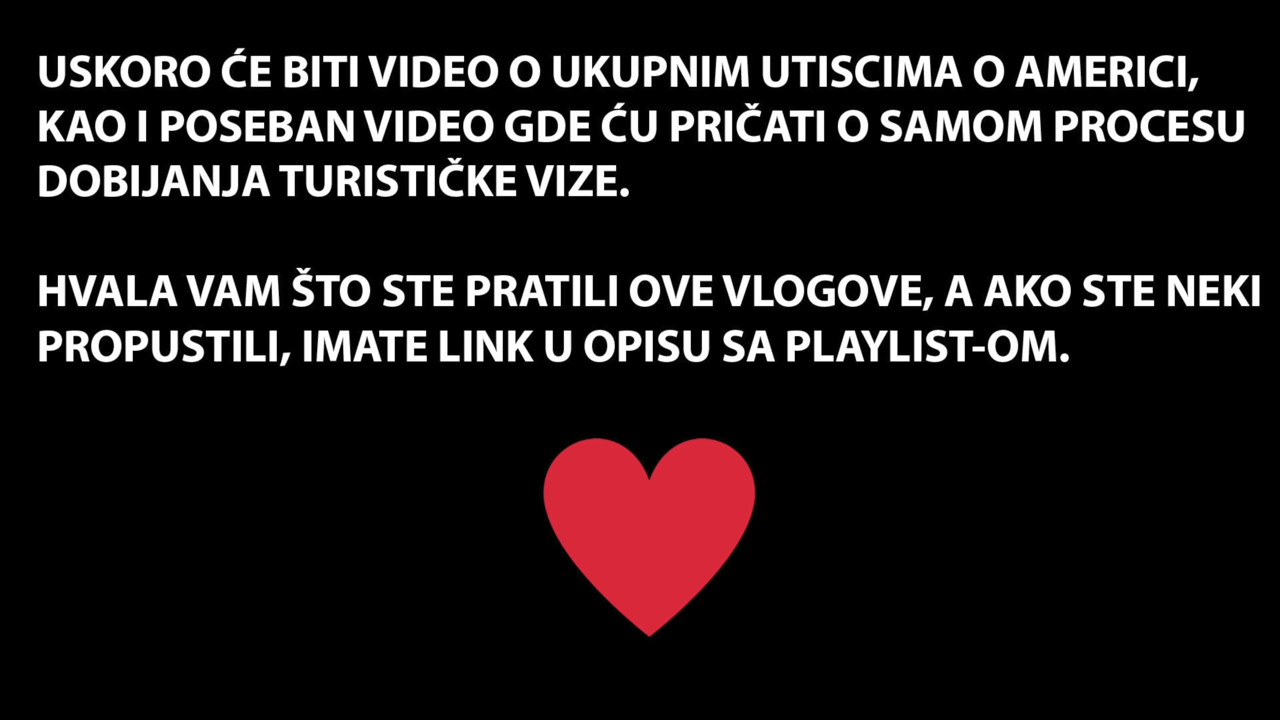 USKORO ĆE BITI VIDEO O UKUPNIM UTISCIMA O AMERICI,
KAO I POSEBAN VIDEO GDE ĆU PRIČATI O SAMOM PROCESU
DOBIJANJA TURISTIČKE VIZE.
HVALA VAM ŠTO STE PRATILI OVE VLOGOVE, A AKO STE NEKI
PROPUSTILI, IMATE LINK U OPISU SA PLAYLIST-OM.